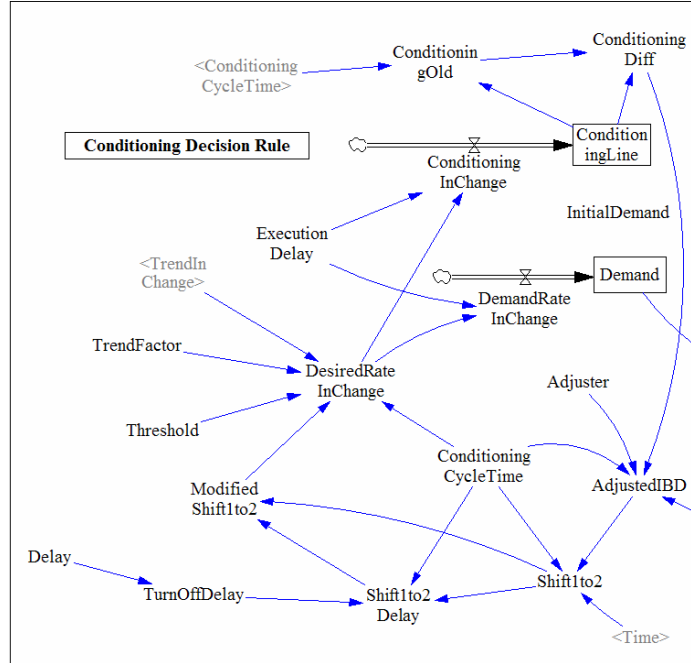 Conditionin
gOld
Conditioning
Diff
<Conditioning
CycleTime>
Conditioning Decision Rule
Condition
ingLine
Conditioning
InChange
InitialDemand
Execution
Delay
<TrendIn
Change>
Demand
DemandRate
InChange
TrendFactor
DesiredRate
InChange
Adjuster
Threshold
Conditioning
CycleTime
Modified
Shift1to2
AdjustedIBD
Delay
TurnOffDelay
Shift1to2
Delay
Shift1to2
<Time>